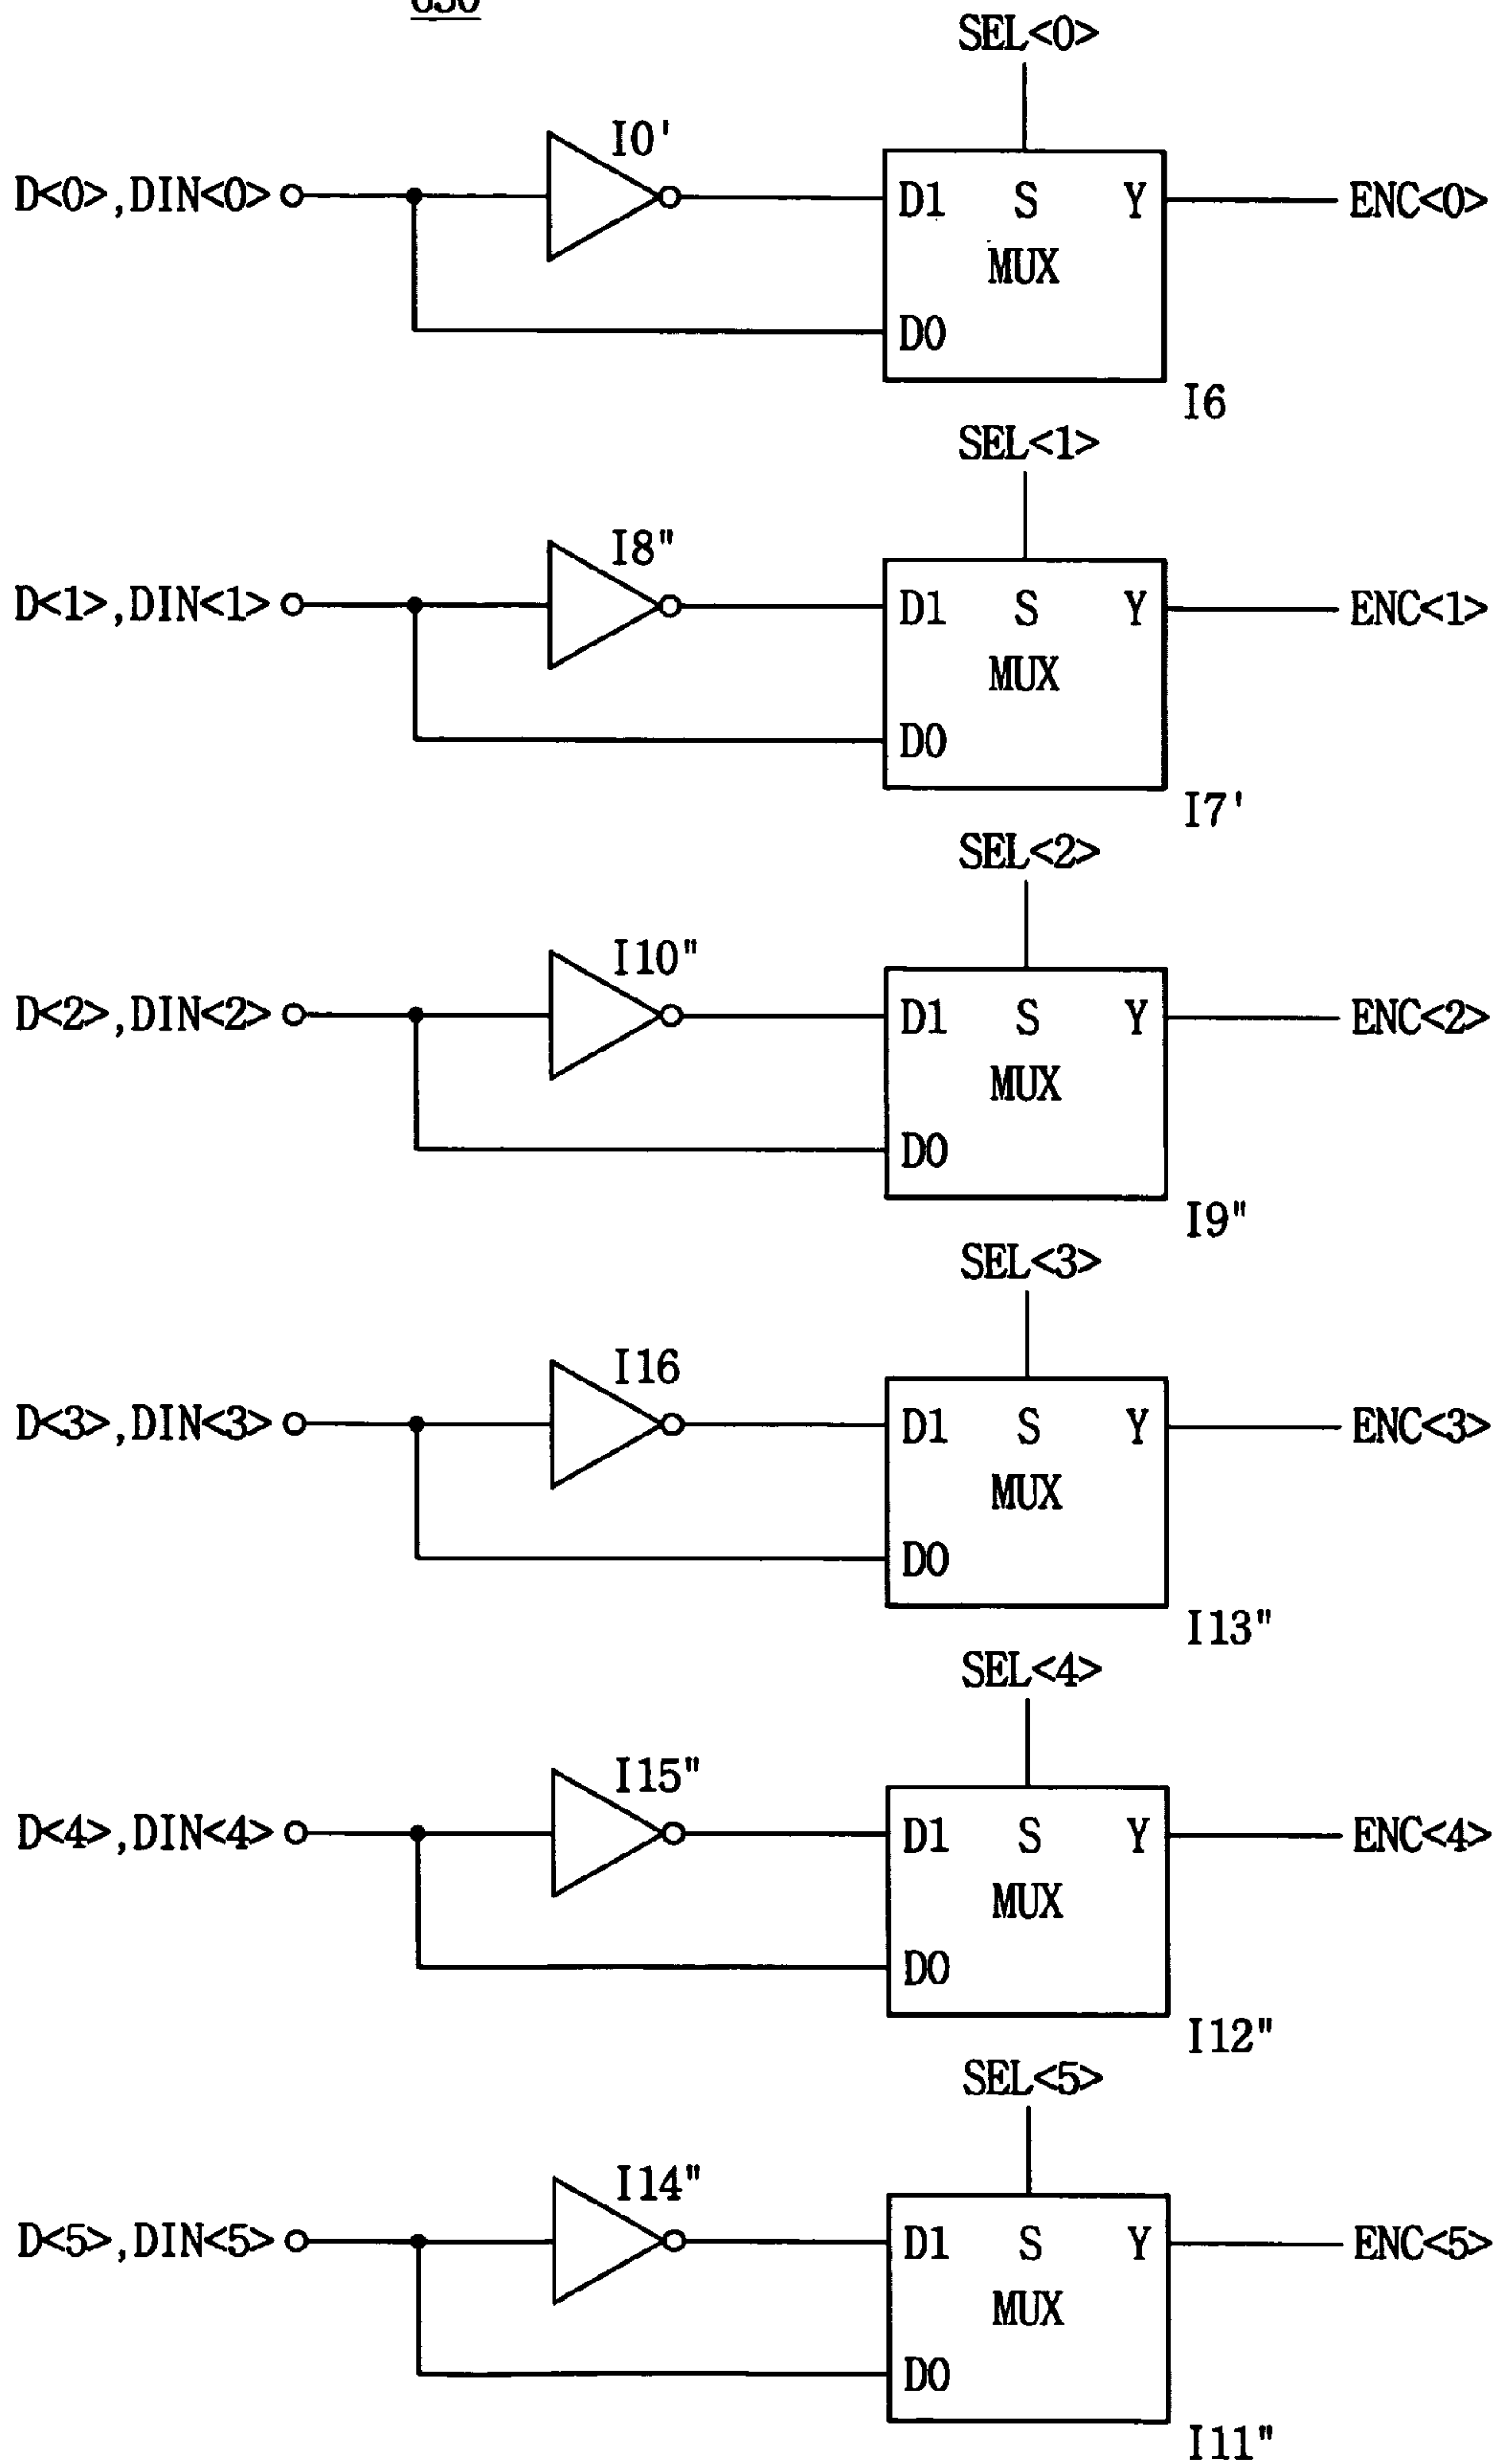 SEL<0>
I0'
D<0>,DIN<0>
D1 S Y
ENC<0>
MUX
D0
I6
SEL<1>
I8"
D<1>,DIN<1>
D1 S Y
ENC<1>
MUX
D0
I7'
SEL<2>
I10"
D<2>,DIN<2>
D1 S Y
ENC<2>
MUX
D0
I9"
SEL<3>
I16
D<3>,DIN<3>
D1 S Y
ENC<3>
MUX
D0
I13"
SEL<4>
I15"
D<4>,DIN<4>
D1 S Y
ENC<4>
MUX
D0
I12"
SEL<5>
I14"
D<5>,DIN<5>
D1 S Y
ENC<5>
MUX
D0
I11"